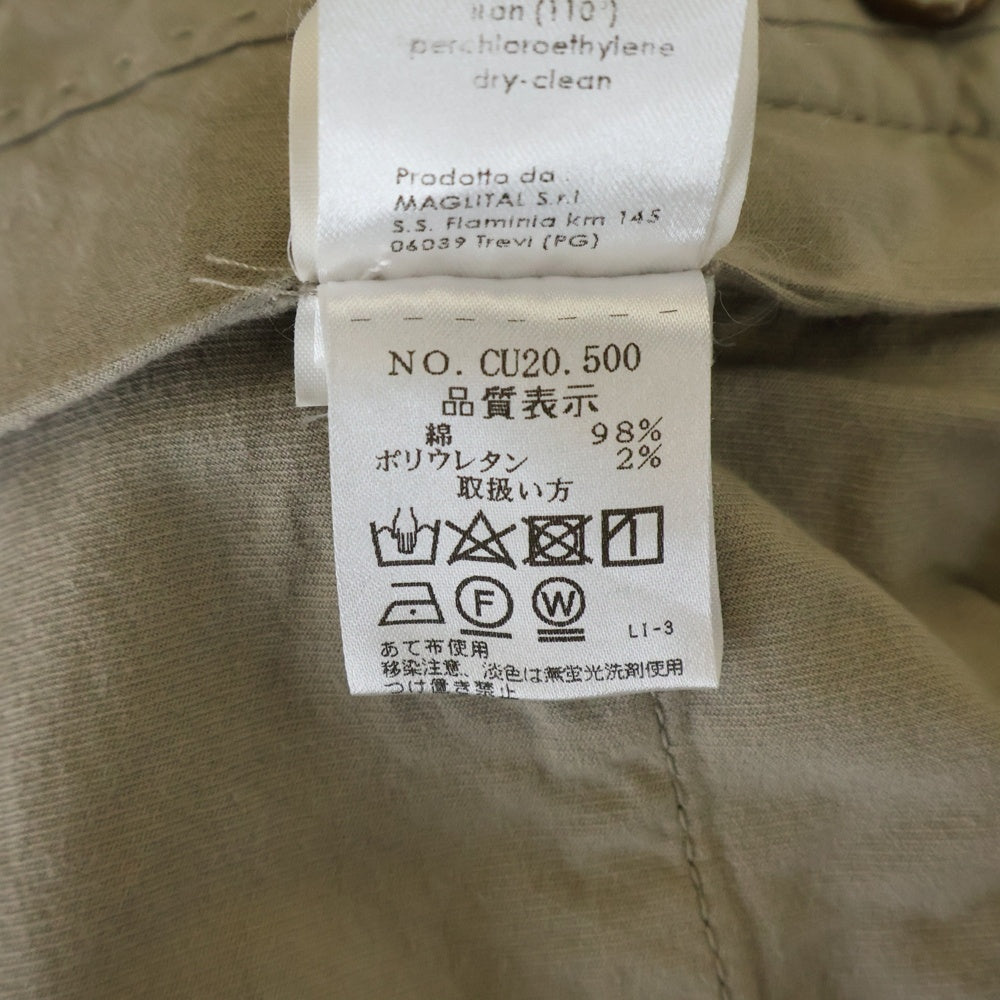 iron (110°)
perchloroethylene
dry-clean
Prodotto da
MAGLITAL S.r.l
S.S. Flaminia km 145
06039 Trevi (PG)
NO. CU20.500
品質表示
綿 98%
ポリウレタン 2%
取扱い方
F W
LI-3
あて布使用
移染注意、淡色は無蛍光洗剤使用
つけ置き禁止